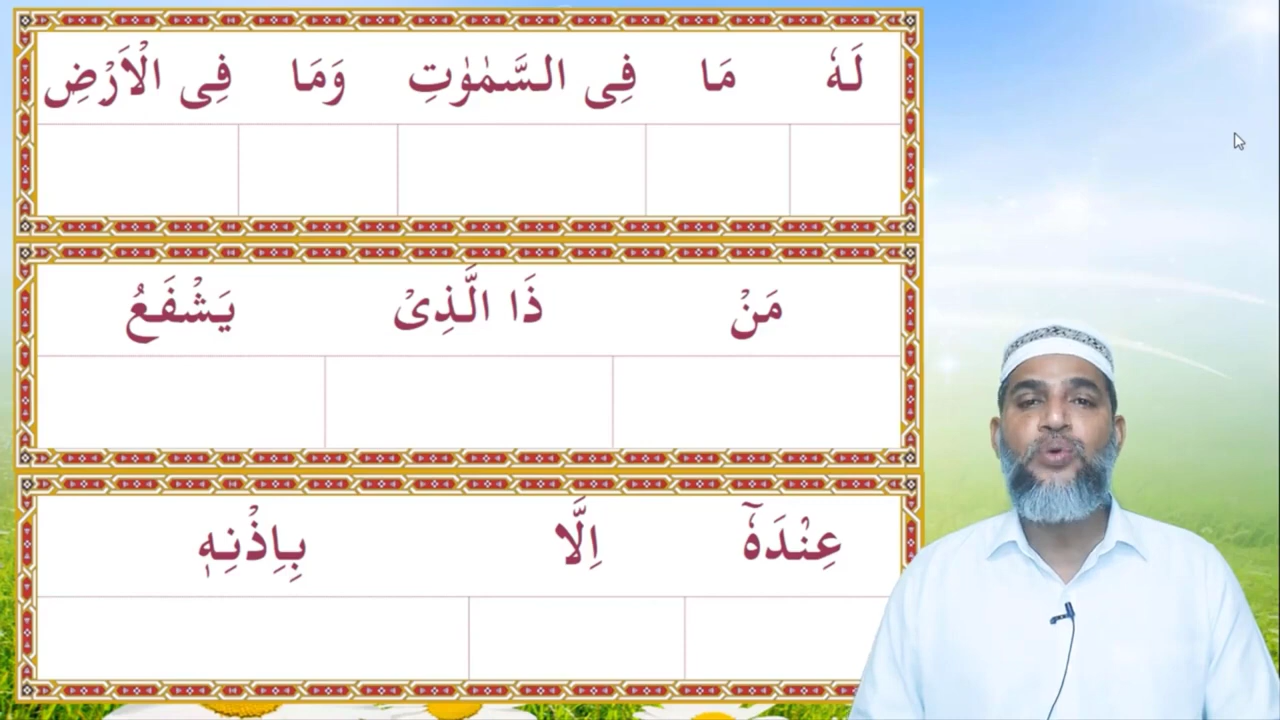 لَهٗ مَا فِی السَّمٰوٰتِ وَمَا فِی الْاَرْضِ
مَنْ ذَا الَّذِیْ یَشْفَعُ
عِنْدَهٗۤ اِلَّا بِاِذْنِهٖ